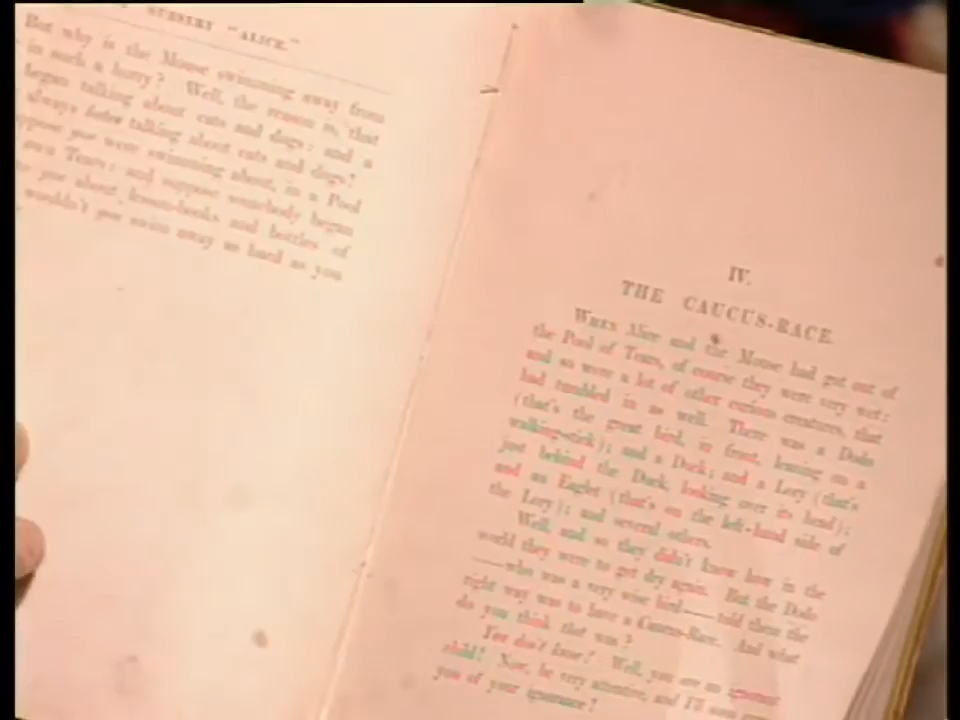 NURSERY "ALICE."
But why is the Mouse swimming away from
in such a hurry? Well, the reason is, that
began talking about cats and dogs: and a
always hates talking about cats and dogs!
suppose you were swimming about, in a Pool
own Tears: and suppose somebody began
you about lesson-books and bottles of
wouldn't you swim away as hard as you
IV.
THE CAUCUS-RACE.
WHEN Alice and the Mouse had got out of
the Pool of Tears, of course they were very wet:
and so were a lot of other curious creatures, that
had tumbled in as well. There was a Dodo
(that's the great bird, in front, leaning on a
walking-stick); and a Duck; and a Lory (that's
just behind the Duck, looking over its head);
and an Eaglet (that's on the left-hand side of
the Lory); and several others.
Well, and so they didn't know how in the
world they were to get dry again. But the Dodo
—who was a very wise bird—told them the
right way was to have a Caucus-Race. And what
do you think that was?
You don't know? Well, you are an ignorant
child! Now, be very attentive, and I'll soon
you of your ignorance!